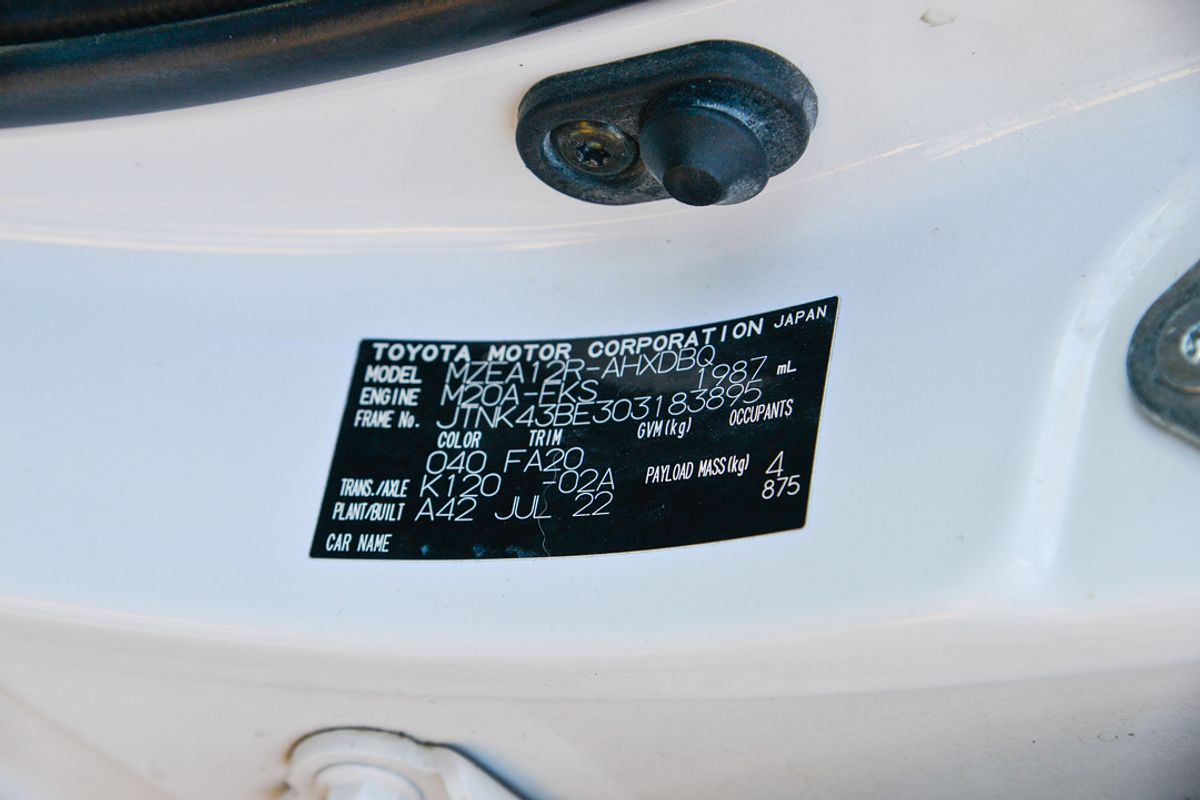 TOYOTA MOTOR CORPORATION JAPAN
MODEL MZEA12R-AHXDBQ
ENGINE M20A-FKS 1987 mL
FRAME No. JTNK43BE303183895
COLOR TRIM GVM(kg) OCCUPANTS
040 FA20
TRANS./AXLE K120 -02A PAYLOAD MASS(kg) 4
PLANT/BUILT A42 JUL 22 875
CAR NAME